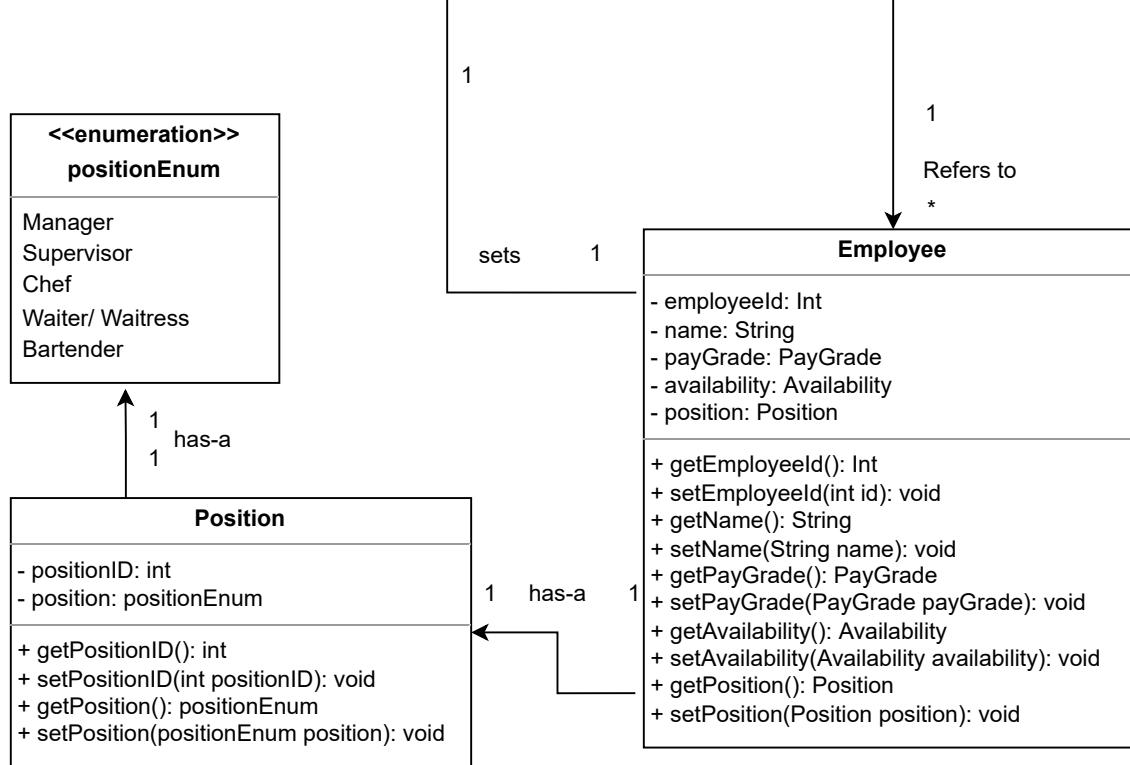 1
1
Refers to
*
<<enumeration>>
positionEnum
Manager
Supervisor
Chef
Waiter/ Waitress
Bartender
sets
1
Employee
- employeeId: Int
- name: String
- payGrade: PayGrade
- availability: Availability
- position: Position
+ getEmployeeId(): Int
+ setEmployeeId(int id): void
+ getName(): String
+ setName(String name): void
+ getPayGrade(): PayGrade
+ setPayGrade(PayGrade payGrade): void
+ getAvailability(): Availability
+ setAvailability(Availability availability): void
+ getPosition(): Position
+ setPosition(Position position): void
1
has-a
1
Position
- positionID: int
- position: positionEnum
+ getPositionID(): int
+ setPositionID(int positionID): void
+ getPosition(): positionEnum
+ setPosition(positionEnum position): void
1 has-a 1